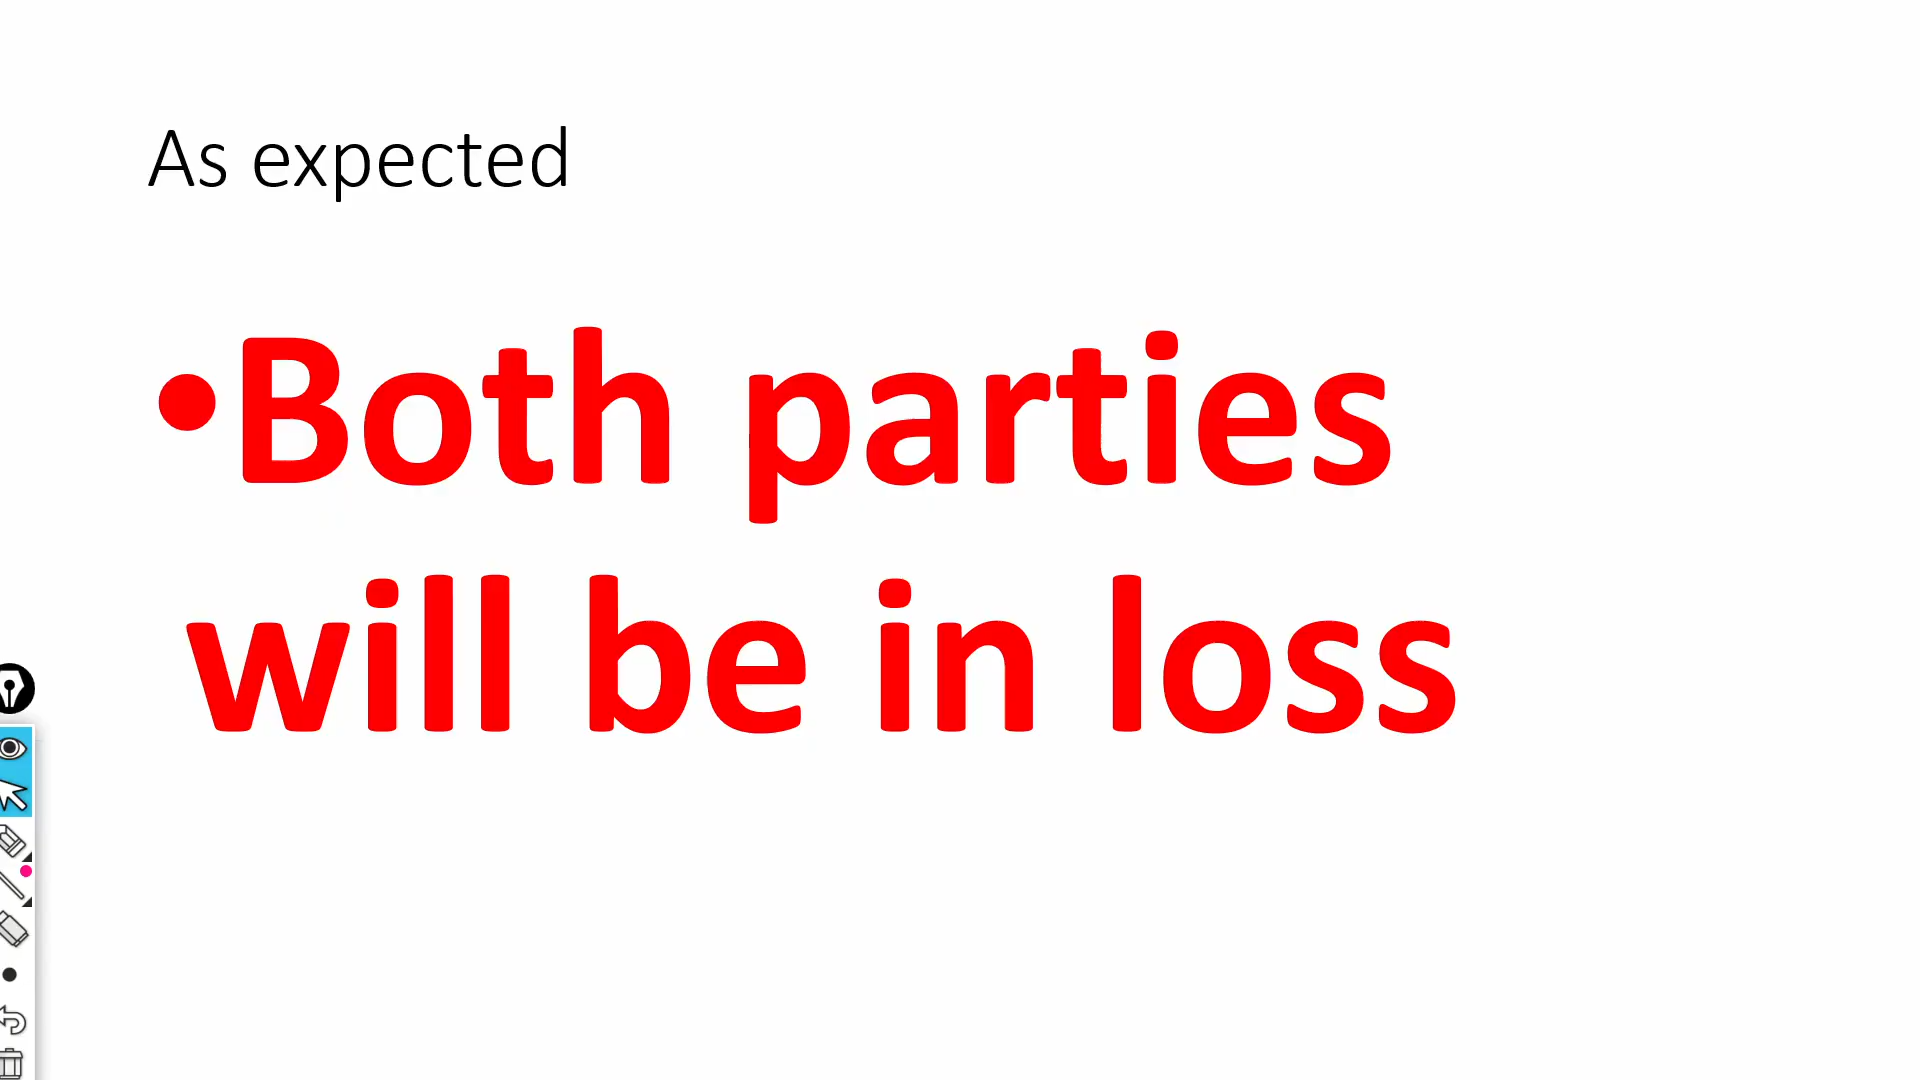 As expected
•Both parties
will be in loss